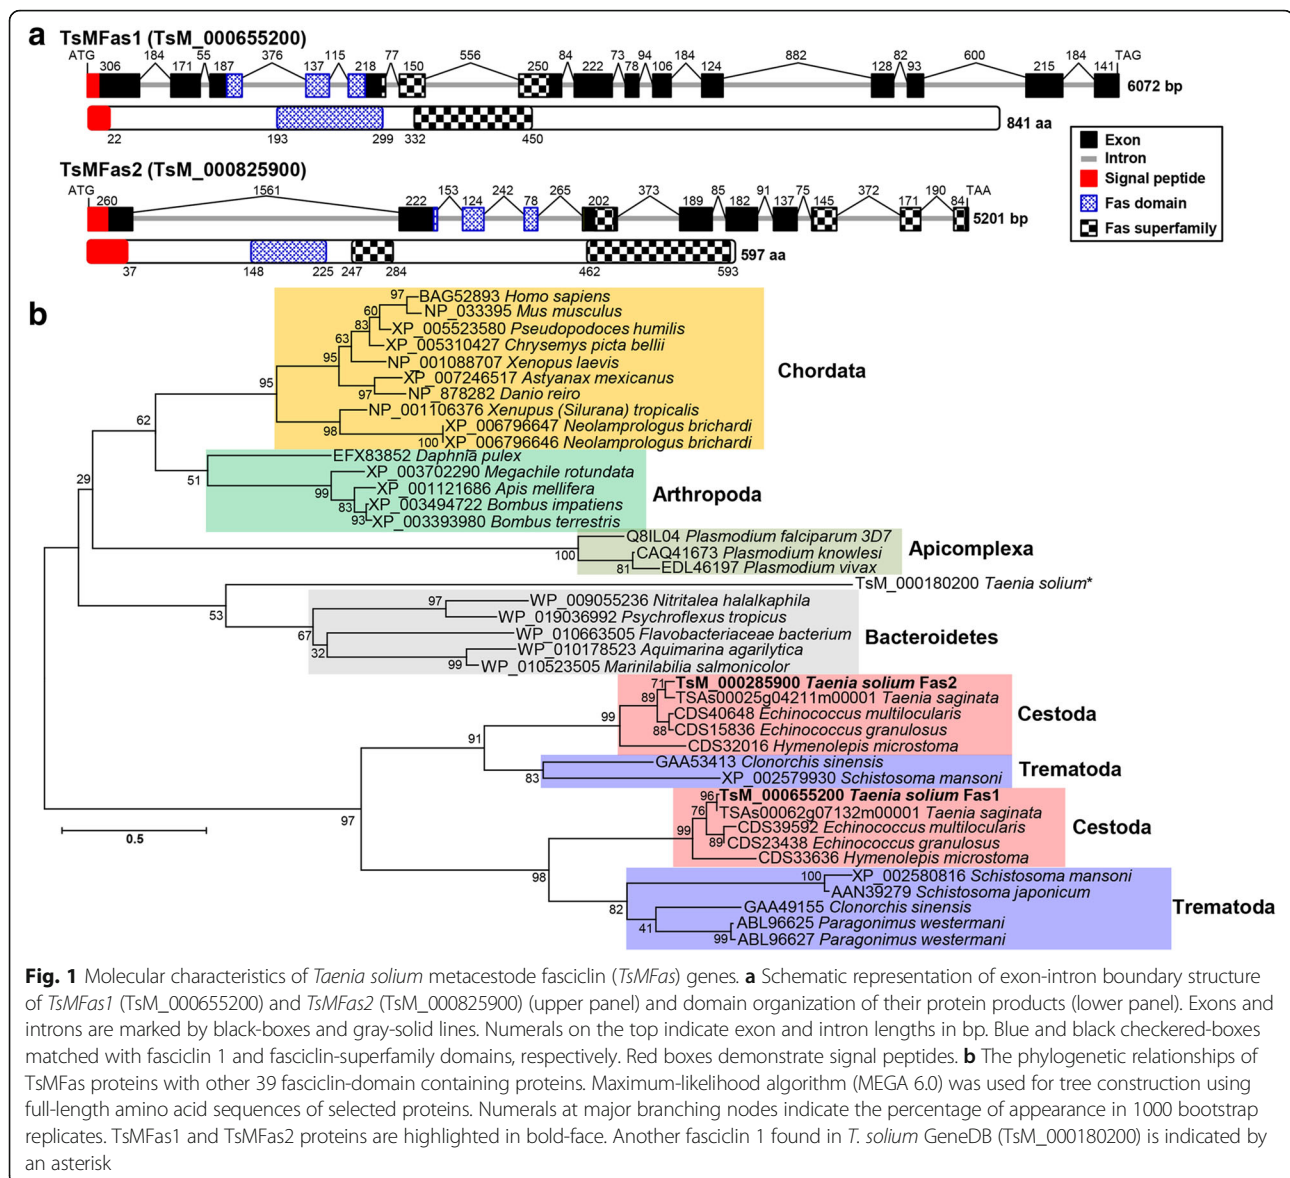 a
TsMFas1 (TsM_000655200)
ATG 306 184 171 55 187 376 137 115 218 77 150 556 250 84 222 73 78 94 106 184 124 882 128 82 93 600 215 184 141 TAG
6072 bp
22 193 299 332 450
841 aa
TsMFas2 (TsM_000825900)
ATG 260 1561 222 153 124 242 78 265 202 373 189 85 182 91 137 75 145 372 171 190 84 TAA
5201 bp
37 148 225 247 284 462 593
597 aa
Exon
Intron
Signal peptide
Fas domain
Fas superfamily
b
97 BAG52893 Homo sapiens
60 NP_033395 Mus musculus
83 XP_005523580 Pseudopodoces humilis
63 XP_005310427 Chrysemys picta bellii
95 NP_001088707 Xenopus laevis
XP_007246517 Astyanax mexicanus
95 97 NP_878282 Danio reiro
NP_001106376 Xenupus (Silurana) tropicalis
98 XP_006796647 Neolamprologus brichardi
100 XP_006796646 Neolamprologus brichardi
Chordata
62
EFX83852 Daphnia pulex
51 XP_003702290 Megachile rotundata
99 XP_001121686 Apis mellifera
83 XP_003494722 Bombus impatiens
93 XP_003393980 Bombus terrestris
Arthropoda
29
Q8IL04 Plasmodium falciparum 3D7
100 CAQ41673 Plasmodium knowlesi
81 EDL46197 Plasmodium vivax
Apicomplexa
TsM_000180200 Taenia solium*
53
97 WP_009055236 Nitritalea halalkaphila
WP_019036992 Psychroflexus tropicus
67 WP_010663505 Flavobacteriaceae bacterium
32 WP_010178523 Aquimarina agarilytica
99 WP_010523505 Marinilabilia salmonicolor
Bacteroidetes
71 TsM_000285900 Taenia solium Fas2
89 TSAs00025g04211m00001 Taenia saginata
99 CDS40648 Echinococcus multilocularis
88 CDS15836 Echinococcus granulosus
CDS32016 Hymenolepis microstoma
Cestoda
91
GAA53413 Clonorchis sinensis
83 XP_002579930 Schistosoma mansoni
Trematoda
96 TsM_000655200 Taenia solium Fas1
76 TSAs00062g07132m00001 Taenia saginata
99 CDS39592 Echinococcus multilocularis
89 CDS23438 Echinococcus granulosus
CDS33636 Hymenolepis microstoma
Cestoda
97
0.5
98
100 XP_002580816 Schistosoma mansoni
AAN39279 Schistosoma japonicum
82 GAA49155 Clonorchis sinensis
41 ABL96625 Paragonimus westermani
99 ABL96627 Paragonimus westermani
Trematoda
Fig. 1 Molecular characteristics of Taenia solium metacestode fasciclin (TsMFas) genes. a Schematic representation of exon-intron boundary structure
of TsMFas1 (TsM_000655200) and TsMFas2 (TsM_000825900) (upper panel) and domain organization of their protein products (lower panel). Exons and
introns are marked by black-boxes and gray-solid lines. Numerals on the top indicate exon and intron lengths in bp. Blue and black checkered-boxes
matched with fasciclin 1 and fasciclin-superfamily domains, respectively. Red boxes demonstrate signal peptides. b The phylogenetic relationships of
TsMFas proteins with other 39 fasciclin-domain containing proteins. Maximum-likelihood algorithm (MEGA 6.0) was used for tree construction using
full-length amino acid sequences of selected proteins. Numerals at major branching nodes indicate the percentage of appearance in 1000 bootstrap
replicates. TsMFas1 and TsMFas2 proteins are highlighted in bold-face. Another fasciclin 1 found in T. solium GeneDB (TsM_000180200) is indicated by
an asterisk